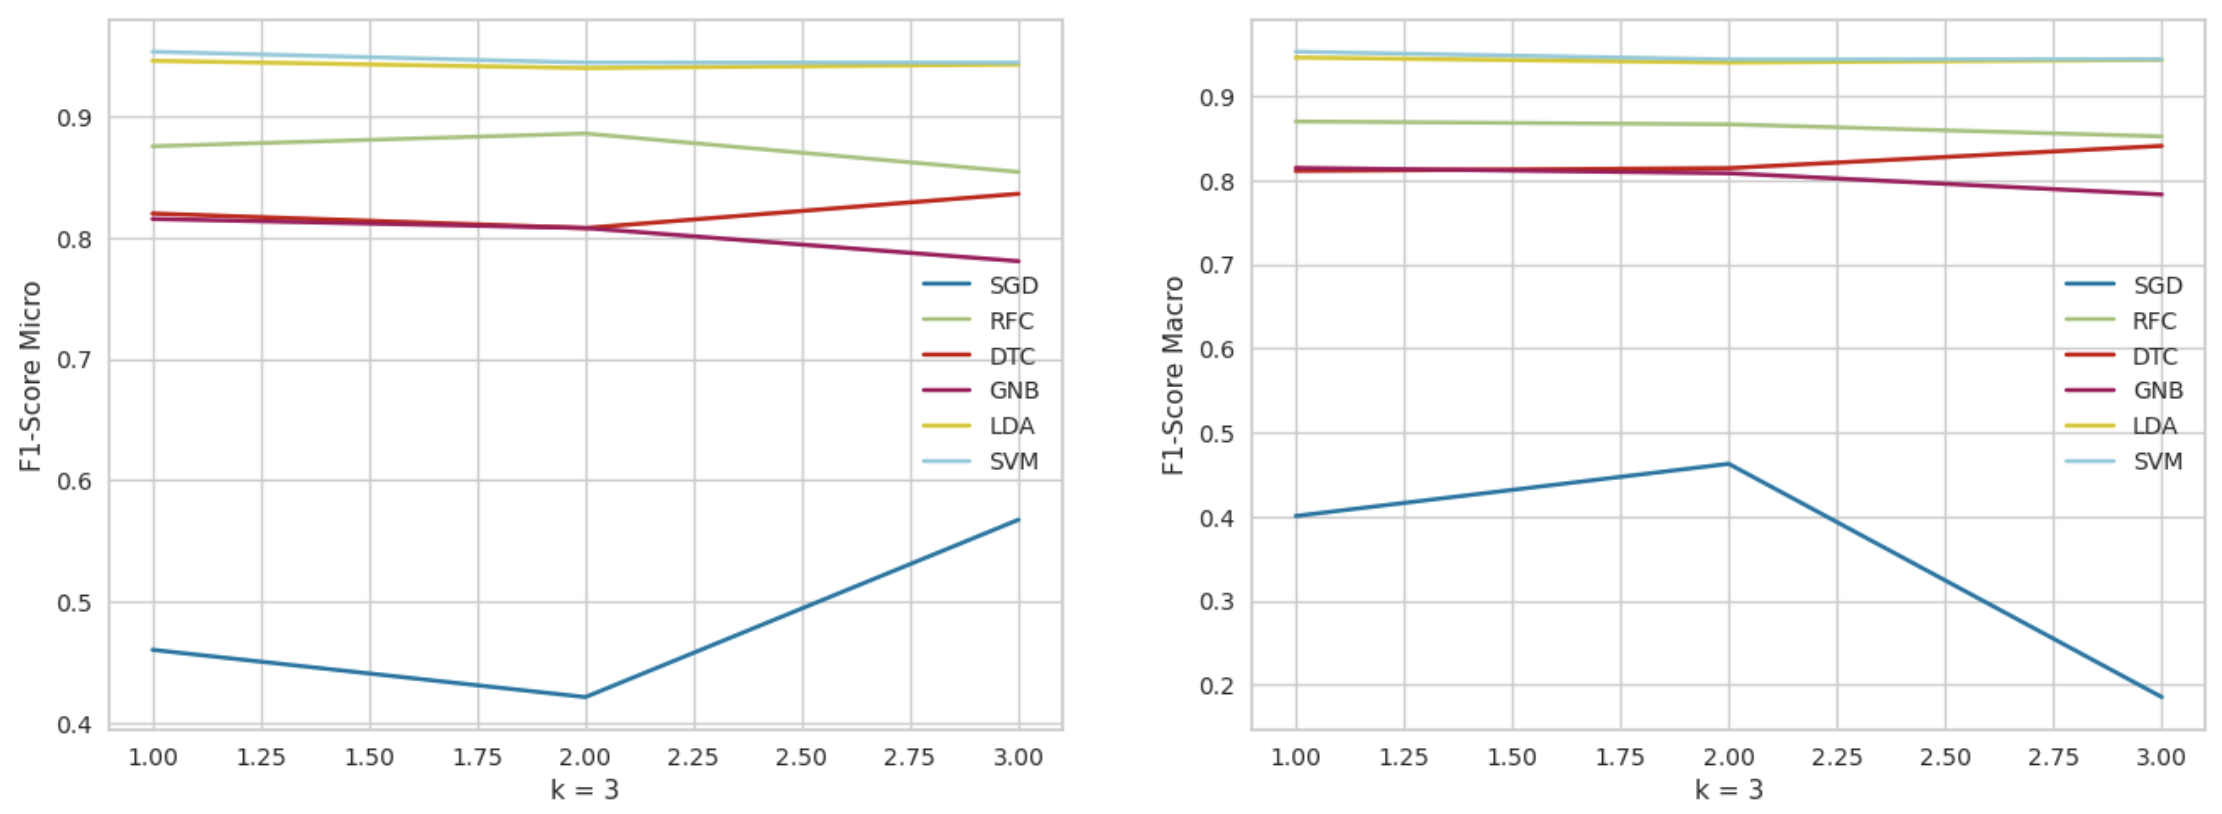 F1-Score Micro
0.9
0.8
0.7
0.6
0.5
0.4
1.00 1.25 1.50 1.75 2.00 2.25 2.50 2.75 3.00
k = 3
SGD
RFC
DTC
GNB
LDA
SVM
F1-Score Macro
0.9
0.8
0.7
0.6
0.5
0.4
0.3
0.2
1.00 1.25 1.50 1.75 2.00 2.25 2.50 2.75 3.00
k = 3
SGD
RFC
DTC
GNB
LDA
SVM